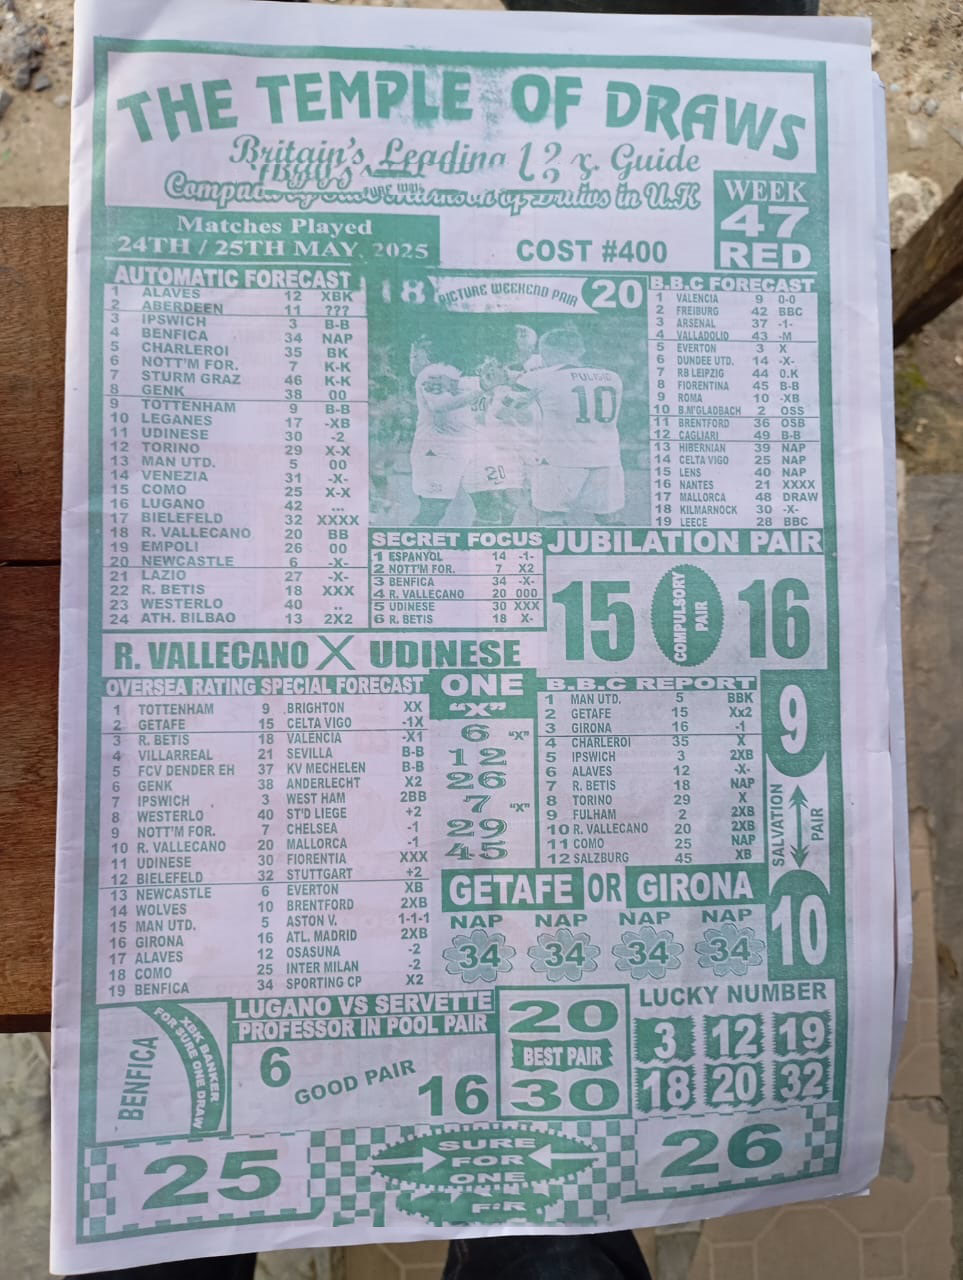 THE TEMPLE OF DRAWS
Britain's Leading 1 2 x. Guide
in U.K
WEEK
47
RED
Matches Played
24TH / 25TH MAY, 2025
COST #400
AUTOMATIC FORECAST
1 ALAVES 12 XBK
2 ABERDEEN 11 ???
3 IPSWICH 3 B-B
4 BENFICA 34 NAP
5 CHARLEROI 35 BK
6 NOTT'M FOR. 7 K-K
7 STURM GRAZ 46 K-K
8 GENK 38 00
9 TOTTENHAM 9 B-B
10 LEGANES 17 -XB
11 UDINESE 30 -2
12 TORINO 29 X-X
13 MAN UTD. 5 00
14 VENEZIA 31 -X-
15 COMO 25 X-X
16 LUGANO 42 ...
17 BIELEFELD 32 XXXX
18 R. VALLECANO 20 BB
19 EMPOLI 26 00
20 NEWCASTLE 6 -X-
21 LAZIO 27 -X-
22 R. BETIS 18 XXX
23 WESTERLO 40 ..
24 ATH. BILBAO 13 2X2
18 PICTURE WEEKEND PAIR 20
PULISIC
10
20
B.B.C FORECAST
1 VALENCIA 9 0-0
2 FREIBURG 42 BBC
3 ARSENAL 37 -1-
4 VALLADOLID 43 -M
5 EVERTON 3 X
6 DUNDEE UTD. 14 -X-
7 RB LEIPZIG 44 0.K
8 FIORENTINA 45 B-B
9 ROMA 10 -XB
10 B.M'GLADBACH 2 OSS
11 BRENTFORD 36 OSB
12 CAGLIARI 49 B-B
13 HIBERNIAN 39 NAP
14 CELTA VIGO 25 NAP
15 LENS 40 NAP
16 NANTES 21 XXXX
17 MALLORCA 48 DRAW
18 KILMARNOCK 30 -X-
19 LEECE 28 BBC
SECRET FOCUS
1 ESPANYOL 14 -1-
2 NOTT'M FOR. 7 X2
3 BENFICA 34 -X-
4 R. VALLECANO 20 000
5 UDINESE 30 XXX
6 R. BETIS 18 X-
JUBILATION PAIR
15 COMPULSORY PAIR 16
R. VALLECANO X UDINESE
OVERSEA RATING SPECIAL FORECAST
1 TOTTENHAM 9 .BRIGHTON XX
2 GETAFE 15 CELTA VIGO -1X
3 R. BETIS 18 VALENCIA -X1
4 VILLARREAL 21 SEVILLA B-B
5 FCV DENDER EH 37 KV MECHELEN B-B
6 GENK 38 ANDERLECHT X2
7 IPSWICH 3 WEST HAM 2BB
8 WESTERLO 40 ST'D LIEGE +2
9 NOTT'M FOR. 7 CHELSEA -1
10 R. VALLECANO 20 MALLORCA -1
11 UDINESE 30 FIORENTIA XXX
12 BIELEFELD 32 STUTTGART +2
13 NEWCASTLE 6 EVERTON XB
14 WOLVES 10 BRENTFORD 2XB
15 MAN UTD. 5 ASTON V. 1-1-1
16 GIRONA 16 ATL. MADRID 2XB
17 ALAVES 12 OSASUNA -2
18 COMO 25 INTER MILAN -2
19 BENFICA 34 SPORTING CP X2
ONE
"X"
6 "X"
12
26
7 "X"
29
45
B.B.C REPORT
1 MAN UTD. 5 BBK
2 GETAFE 15 Xx2
3 GIRONA 16 -1
4 CHARLEROI 35 X
5 IPSWICH 3 2XB
6 ALAVES 12 -X-
7 R. BETIS 18 NAP
8 TORINO 29 X
9 FULHAM 2 2XB
10 R. VALLECANO 20 2XB
11 COMO 25 NAP
12 SALZBURG 45 XB
9
SALVATION PAIR
10
GETAFE OR GIRONA
NAP NAP NAP NAP
34 34 34 34
BENFICA
XBK BANKER
FOR SURE ONE DRAW
LUGANO VS SERVETTE
PROFESSOR IN POOL PAIR
6 GOOD PAIR 16
20
BEST PAIR
30
LUCKY NUMBER
3 12 19
18 20 32
25
SURE
FOR
ONE
26